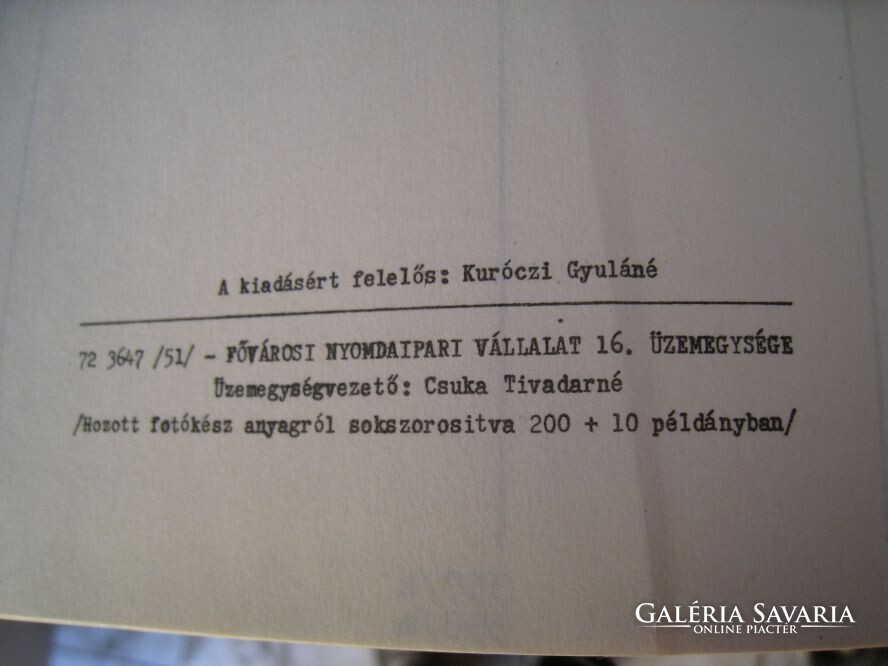 A kiadásért felelős: Kuróczi Gyuláné
72 3647 /51/ - FŐVÁROSI NYOMDAIPARI VÁLLALAT 16. ÜZEMEGYSÉGE
Üzemegységvezető: Csuka Tivadarné
/Hozott fotókész anyagról sokszorositva 200 + 10 példányban/
GALÉRIA SAVARIA
ONLINE PIACTÉR